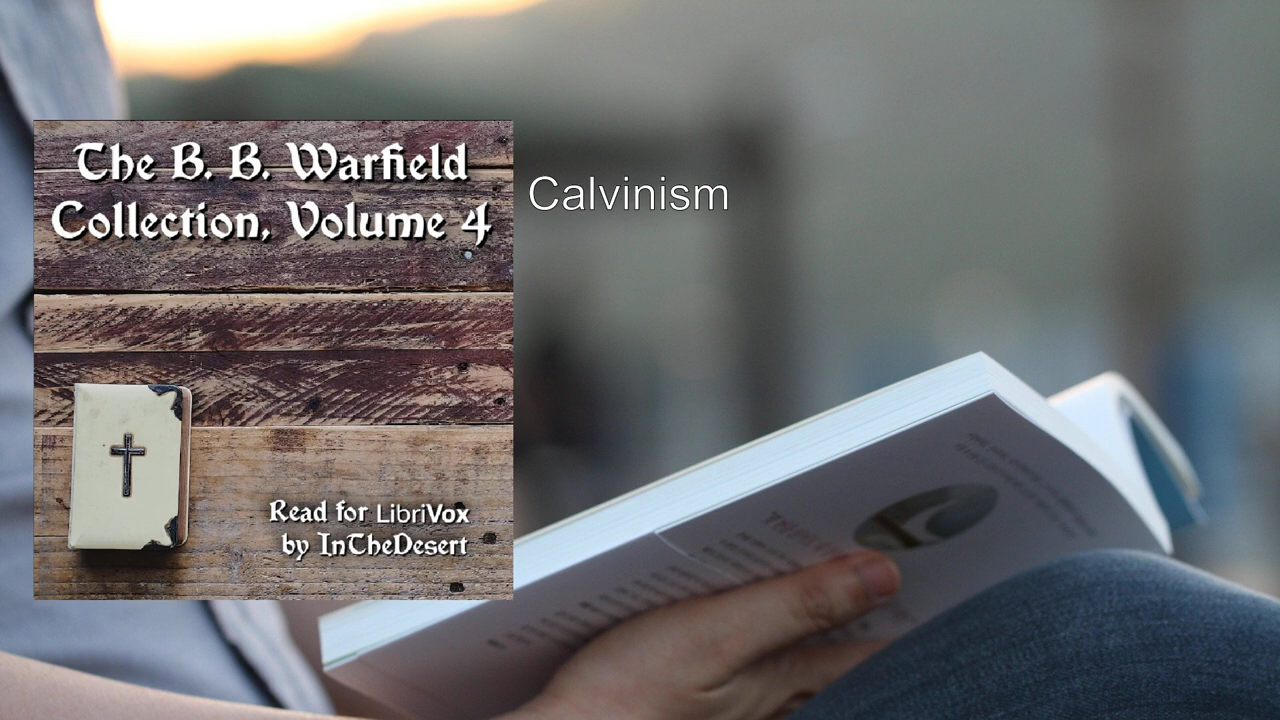 The B. B. Warfield
Collection, Volume 4
Read for LibriVox
by InTheDesert
Calvinism